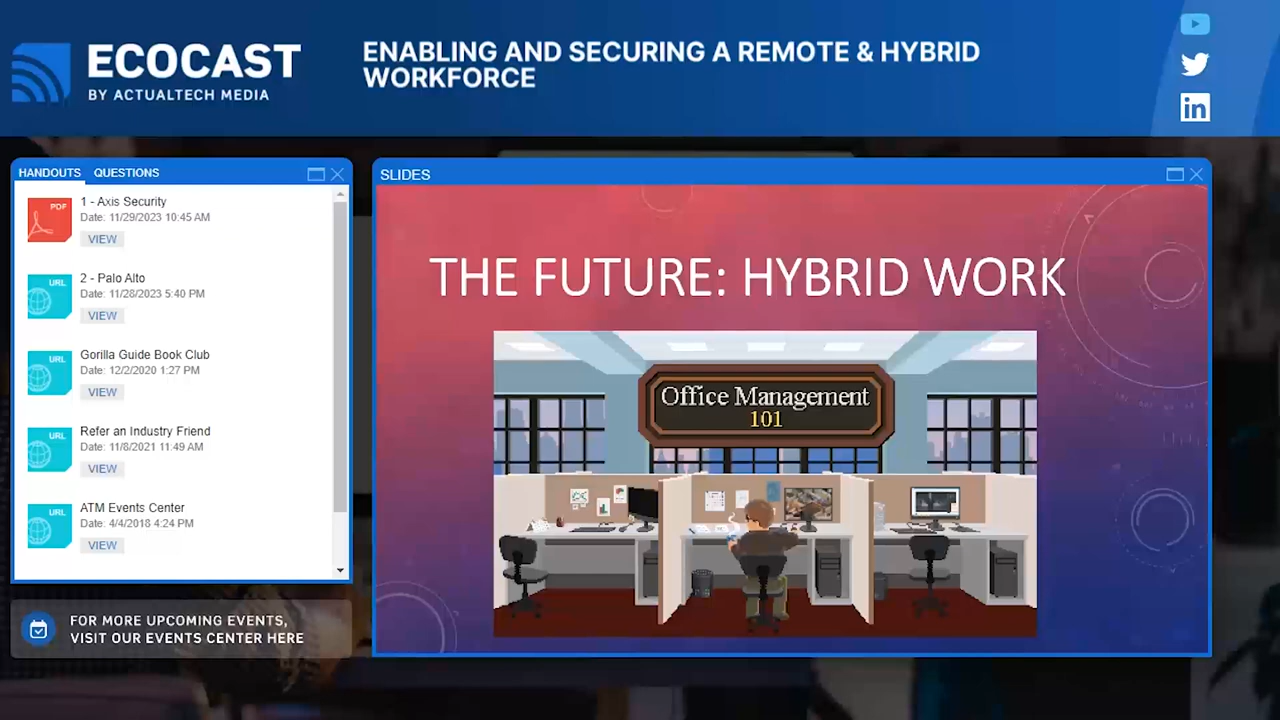 ECOCAST
BY ACTUALTECH MEDIA
ENABLING AND SECURING A REMOTE & HYBRID
WORKFORCE
in
HANDOUTS QUESTIONS
PDF
1 - Axis Security
Date: 11/29/2023 10:45 AM
VIEW
URL
2 - Palo Alto
Date: 11/28/2023 5:40 PM
VIEW
URL
Gorilla Guide Book Club
Date: 12/2/2020 1:27 PM
VIEW
URL
Refer an Industry Friend
Date: 11/8/2021 11:49 AM
VIEW
URL
ATM Events Center
Date: 4/4/2018 4:24 PM
VIEW
FOR MORE UPCOMING EVENTS,
VISIT OUR EVENTS CENTER HERE
SLIDES
THE FUTURE: HYBRID WORK
Office Management
101